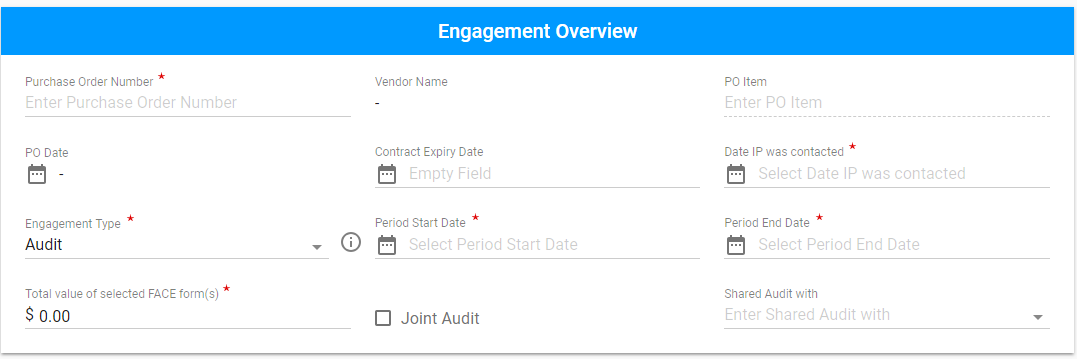 Engagement Overview
Purchase Order Number *
Vendor Name
PO Item
Enter Purchase Order Number
-
Enter PO Item
PO Date
Contract Expiry Date
Date IP was contacted *
-
Empty Field
Select Date IP was contacted
Engagement Type *
Period Start Date *
Period End Date *
Audit
Select Period Start Date
Select Period End Date
Total value of selected FACE form(s) *
Shared Audit with
$ 0.00
Joint Audit
Enter Shared Audit with